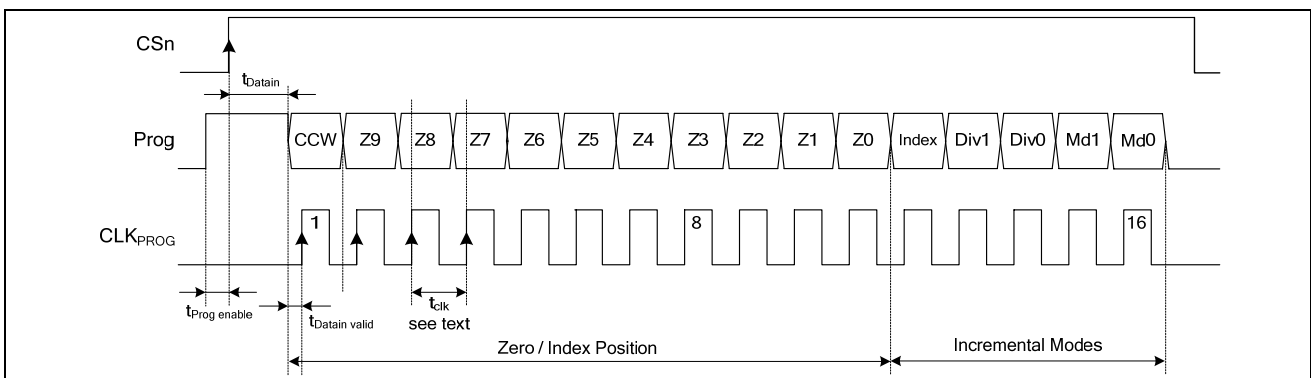 CSn
tDatain
Prog
CCW Z9 Z8 Z7 Z6 Z5 Z4 Z3 Z2 Z1 Z0 Index Div1 Div0 Md1 Md0
1 8 16
CLKPROG
tProg enable
tDatain valid
tclk
see text
Zero / Index Position
Incremental Modes